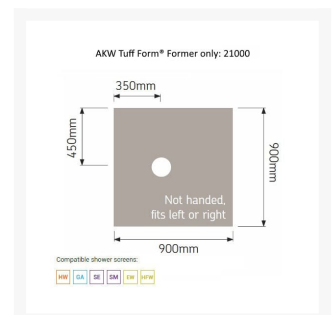 AKW Tuff Form® Former only: 21000
350mm
450mm
900mm
Not handed,
fits left or right
900mm
Compatible shower screens:
HW GA SE SM EW HFW